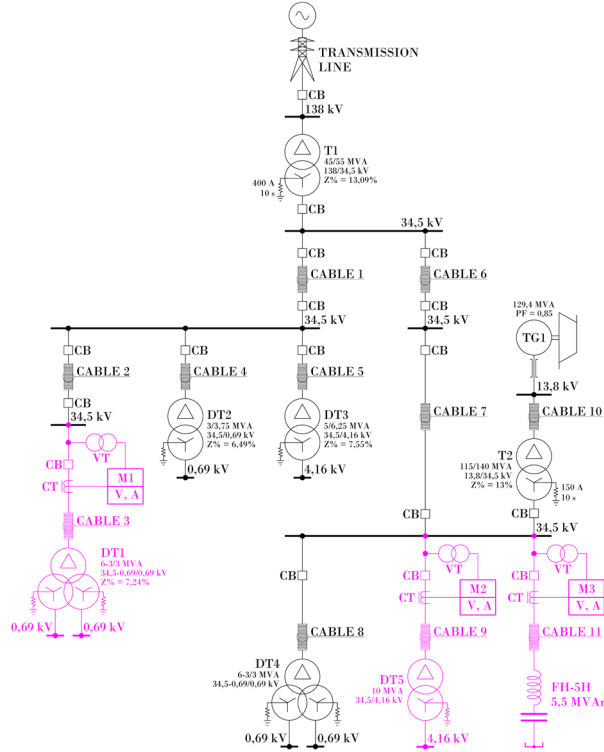 TRANSMISSION
LINE
CB
138 kV
T1
45/55 MVA
138/34,5 kV
Z% = 13,09%
400 A
10 s
CB
34,5 kV
CB
CB
CABLE 1
CABLE 6
CB
CB
34,5 kV
34,5 kV
129,4 MVA
PF = 0,85
TG1
CB
CB
CB
CB
CABLE 2
CABLE 4
CABLE 5
13,8 kV
CB
34,5 kV
DT2
3/3,75 MVA
34,5/0,69 kV
Z% = 6,49%
DT3
5/6,25 MVA
34,5/4,16 kV
Z% = 7,55%
CABLE 7
CABLE 10
VT
CB
M1
V, A
CT
0,69 kV
4,16 kV
T2
115/140 MVA
13,8/34,5 kV
Z% = 13%
150 A
10 s
CABLE 3
CB
CB
34,5 kV
DT1
6-3/3 MVA
34,5-0,69/0,69 kV
Z% = 7,24%
VT
VT
CB
CB
CB
M2
V, A
M3
V, A
CT
CT
0,69 kV
0,69 kV
CABLE 8
CABLE 9
CABLE 11
DT4
6-3/3 MVA
34,5-0,69/0,69 kV
DT5
10 MVA
34,5/4,16 kV
FH-5H
5,5 MVAr
0,69 kV
0,69 kV
4,16 kV